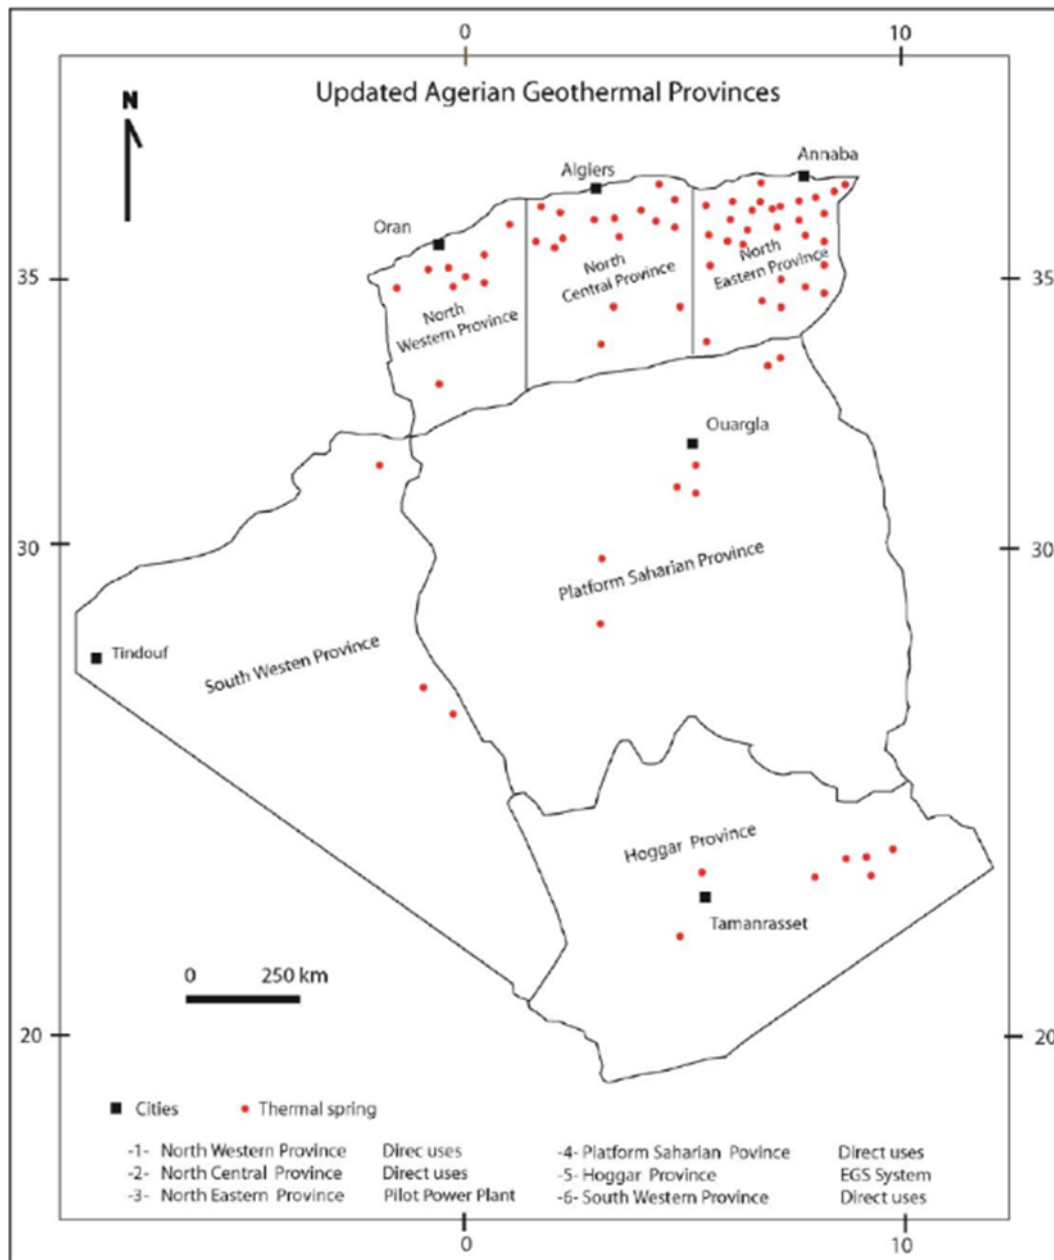 0 10
Updated Agerian Geothermal Provinces
N
Annaba
Algiers
Oran
35 35
North
Eastern Province
North
Central Province
North
Western Province
Ouargla
30 30
Platform Saharian Province
Tindouf
South Westen Province
Hoggar Province
Tamanrasset
0 250 km
20 20
Cities Thermal spring
-1- North Western Province Direc uses
-2- North Central Province Direct uses
-3- North Eastern Province Pilot Power Plant
-4- Platform Saharian Povince Direct uses
-5- Hoggar Province EGS System
-6- South Western Province Direct uses
0 10